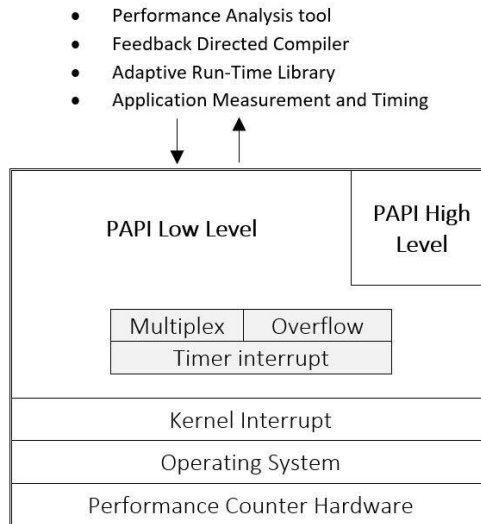 • Performance Analysis tool
• Feedback Directed Compiler
• Adaptive Run-Time Library
• Application Measurement and Timing
PAPI Low Level
PAPI High
Level
Multiplex
Overflow
Timer interrupt
Kernel Interrupt
Operating System
Performance Counter Hardware